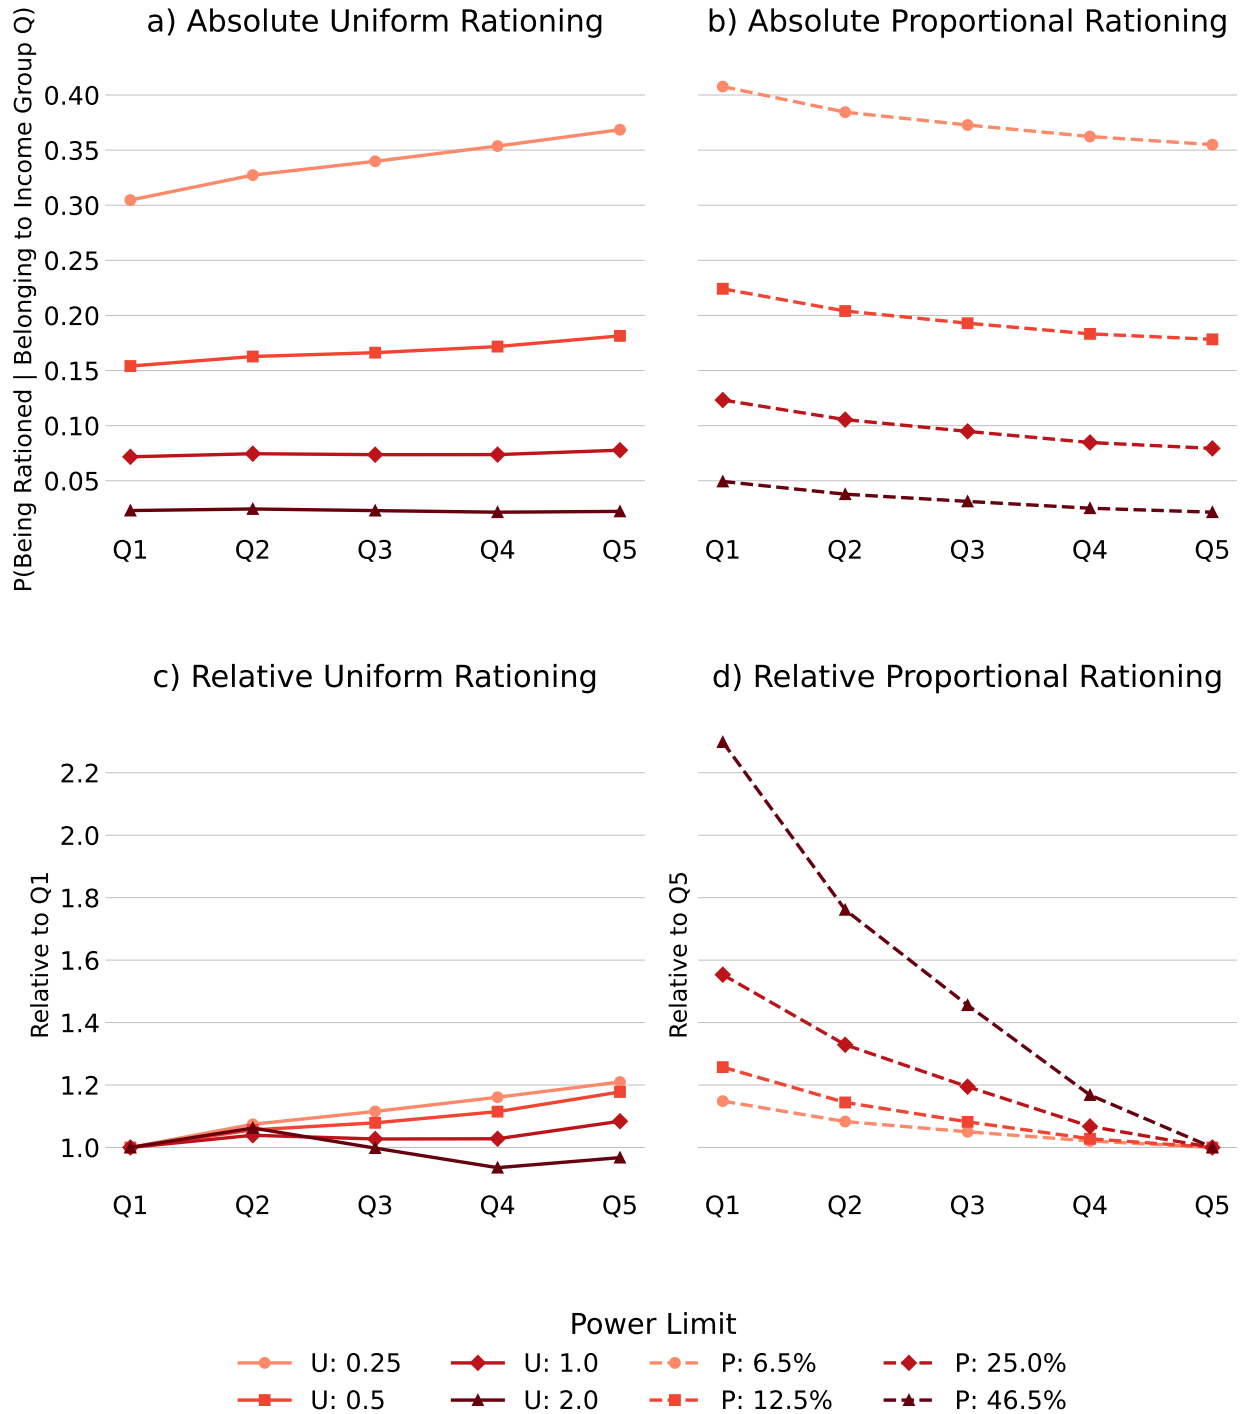 a) Absolute Uniform Rationing
b) Absolute Proportional Rationing
P(Being Rationed | Belonging to Income Group Q)
0.40
0.35
0.30
0.25
0.20
0.15
0.10
0.05
Q1 Q2 Q3 Q4 Q5
Q1 Q2 Q3 Q4 Q5
c) Relative Uniform Rationing
d) Relative Proportional Rationing
Relative to Q1
2.2
2.0
1.8
1.6
1.4
1.2
1.0
Relative to Q5
Q1 Q2 Q3 Q4 Q5
Q1 Q2 Q3 Q4 Q5
Power Limit
U: 0.25 U: 1.0 P: 6.5% P: 25.0%
U: 0.5 U: 2.0 P: 12.5% P: 46.5%